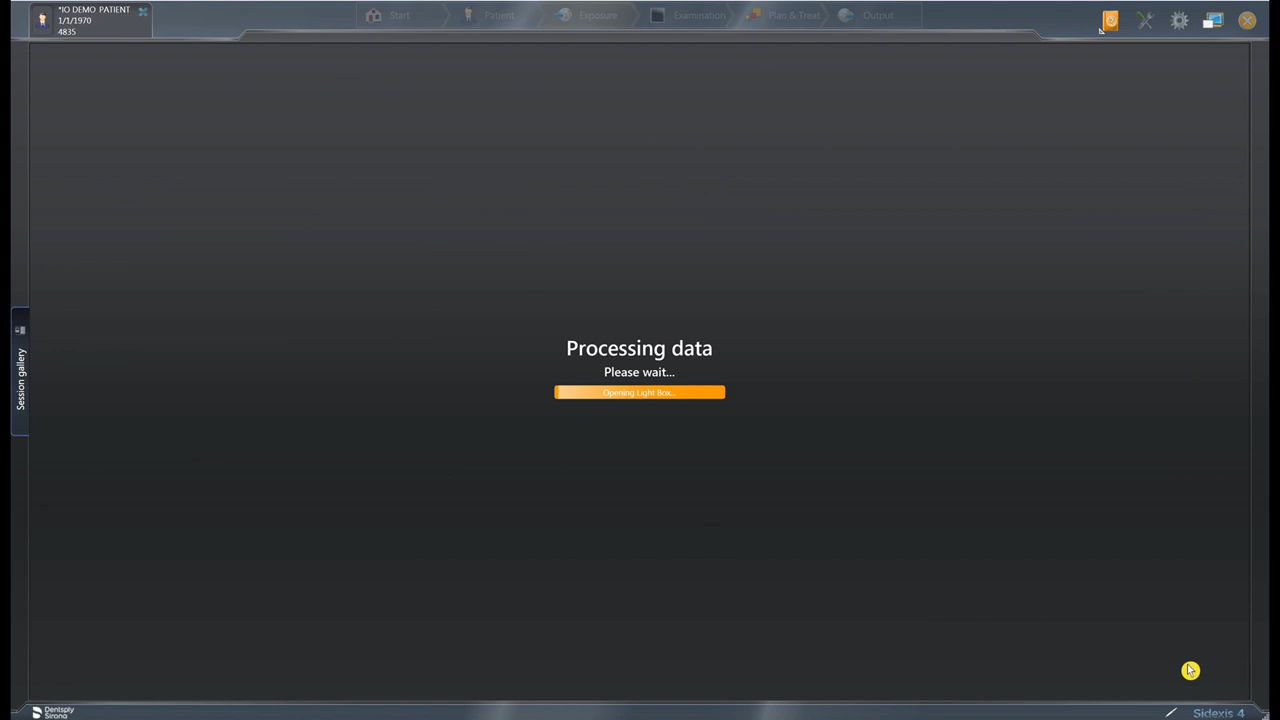 *IO DEMO PATIENT
1/1/1970
4835
Start
Patient
Exposure
Examination
Plan & Treat
Output
Session gallery
Processing data
Please wait...
Opening Light Box...
Dentsply
Sirona
Sidexis 4